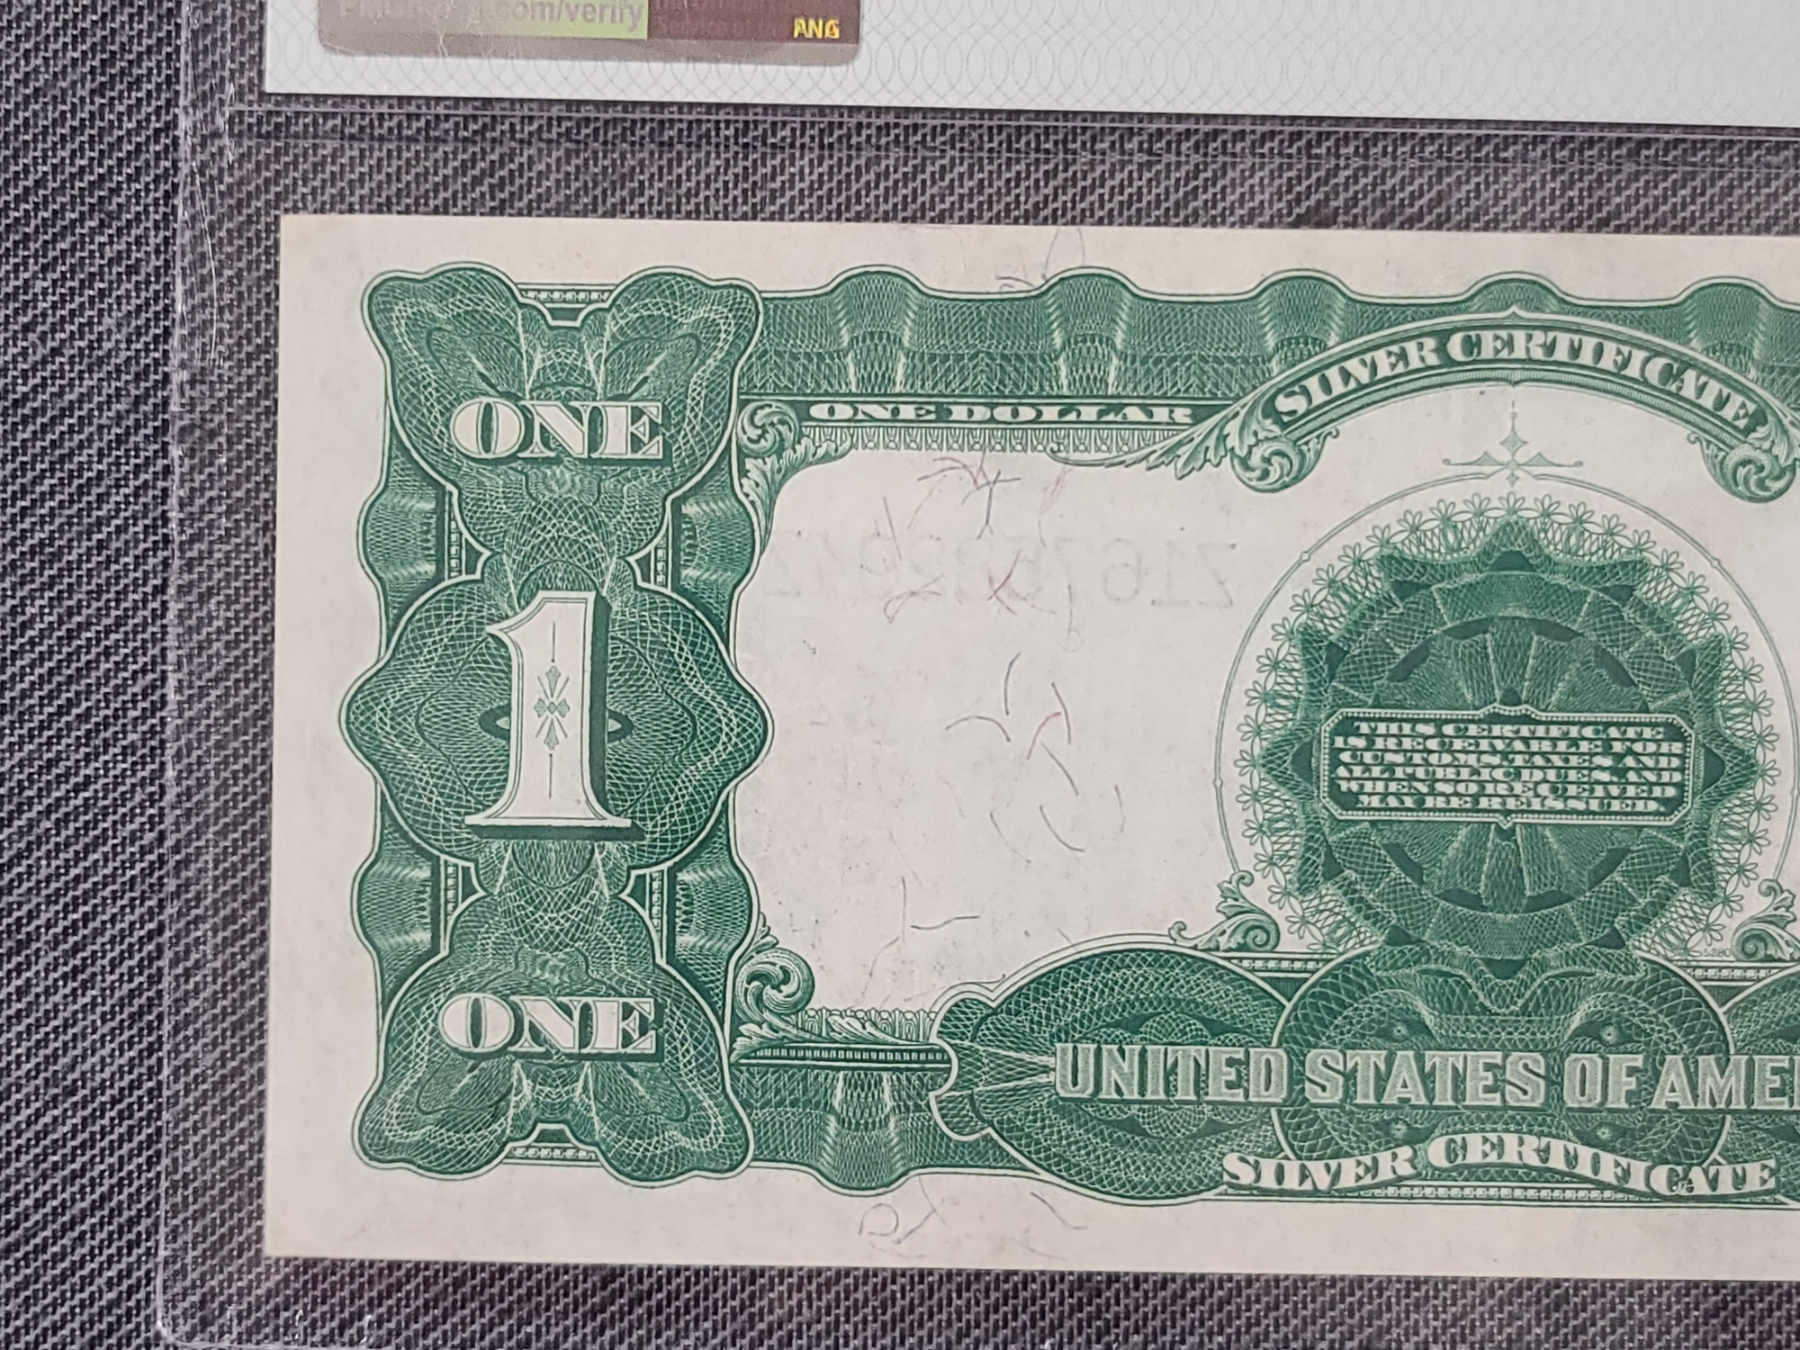 .com/verify
PNG
ONE
ONE DOLLAR
SILVER CERTIFICATE
1
THIS CERTIFICATE
IS RECEIVABLE FOR
CUSTOMS, TAXES AND
ALL PUBLIC DUES, AND
WHEN SO RECEIVED
MAY BE REISSUED.
ONE
UNITED STATES OF AME
SILVER CERTIFICATE